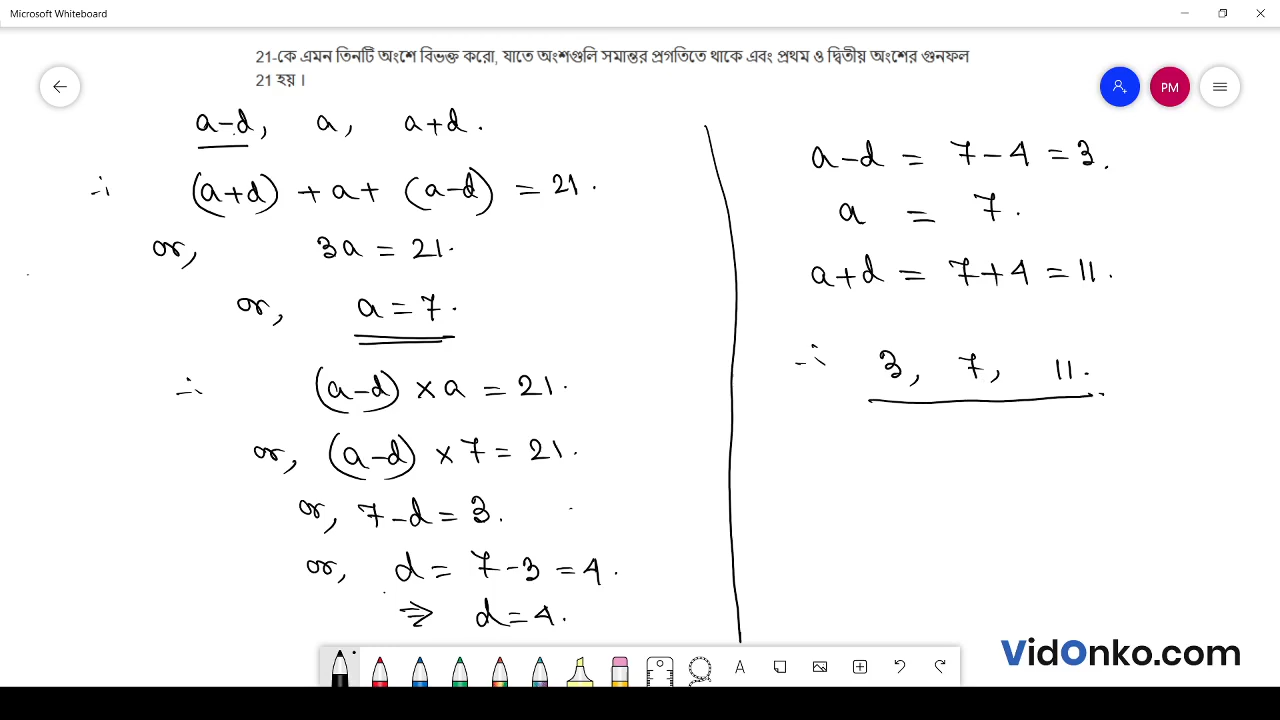 Microsoft Whiteboard
21-কে এমন তিনটি অংশে বিভক্ত করো, যাতে অংশগুলি সমান্তর প্রগতিতে থাকে এবং প্রথম ও দ্বিতীয় অংশের গুনফল
21 হয়।
PM
a-d, a, a+d.
∴ (a+d) + a + (a-d) = 21.
or, 3a = 21.
or, a = 7.
∴ (a-d) × a = 21.
or, (a-d) × 7 = 21.
or, 7-d = 3.
or, d = 7-3 = 4.
⇒ d = 4.
a-d = 7-4 = 3.
a = 7.
a+d = 7+4 = 11.
∴ 3, 7, 11.
A
VidOnko.com